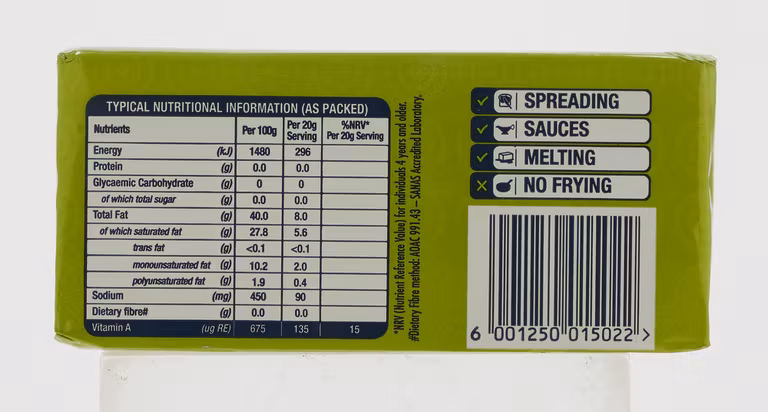 TYPICAL NUTRITIONAL INFORMATION (AS PACKED)
Nutrients Per 100g Per 20g Serving %NRV* Per 20g Serving
Energy (kJ) 1480 296
Protein (g) 0.0 0.0
Glycaemic Carbohydrate (g) 0 0
of which total sugar (g) 0.0 0.0
Total Fat (g) 40.0 8.0
of which saturated fat (g) 27.8 5.6
trans fat (g) <0.1 <0.1
monounsaturated fat (g) 10.2 2.0
polyunsaturated fat (g) 1.9 0.4
Sodium (mg) 450 90
Dietary fibre# (g) 0.0 0.0
Vitamin A (ug RE) 675 135 15
*NRV (Nutrient Reference Value) for individuals 4 years and older.
#Dietary Fibre method: AOAC 991.43 – SANAS Accredited Laboratory.
SPREADING
SAUCES
MELTING
NO FRYING
6 001250 015022 >